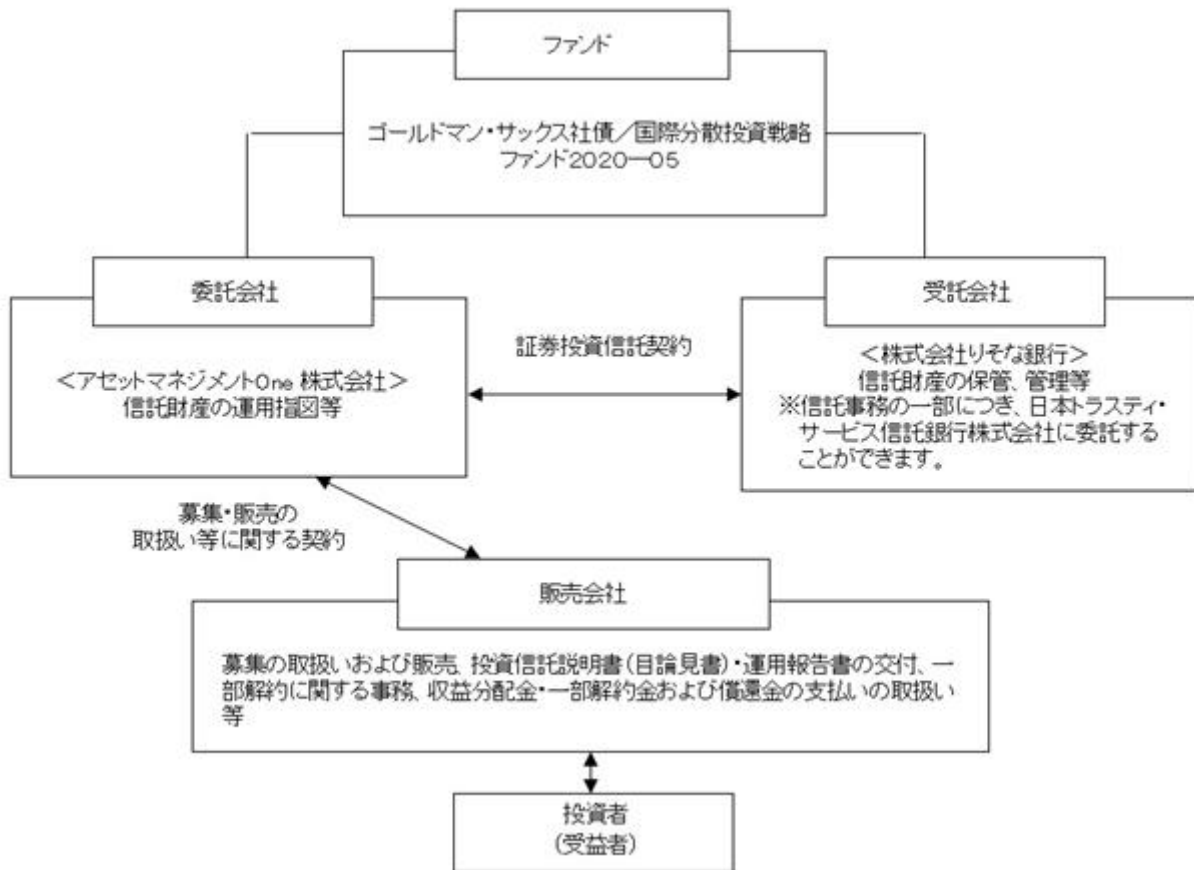 ファンド
ゴールドマン・サックス社債／国際分散投資戦略
ファンド2020―05
委託会社
受託会社
証券投資信託契約
＜アセットマネジメントOne 株式会社＞
信託財産の運用指図等
＜株式会社りそな銀行＞
信託財産の保管、管理等
※信託事務の一部につき、日本トラスティ・
サービス信託銀行株式会社に委託する
ことができます。
募集・販売の
取扱い等に関する契約
販売会社
募集の取扱いおよび販売、投資信託説明書（目論見書）・運用報告書の交付、一
部解約に関する事務、収益分配金・一部解約金および償還金の支払いの取扱い
等
投資者
（受益者）